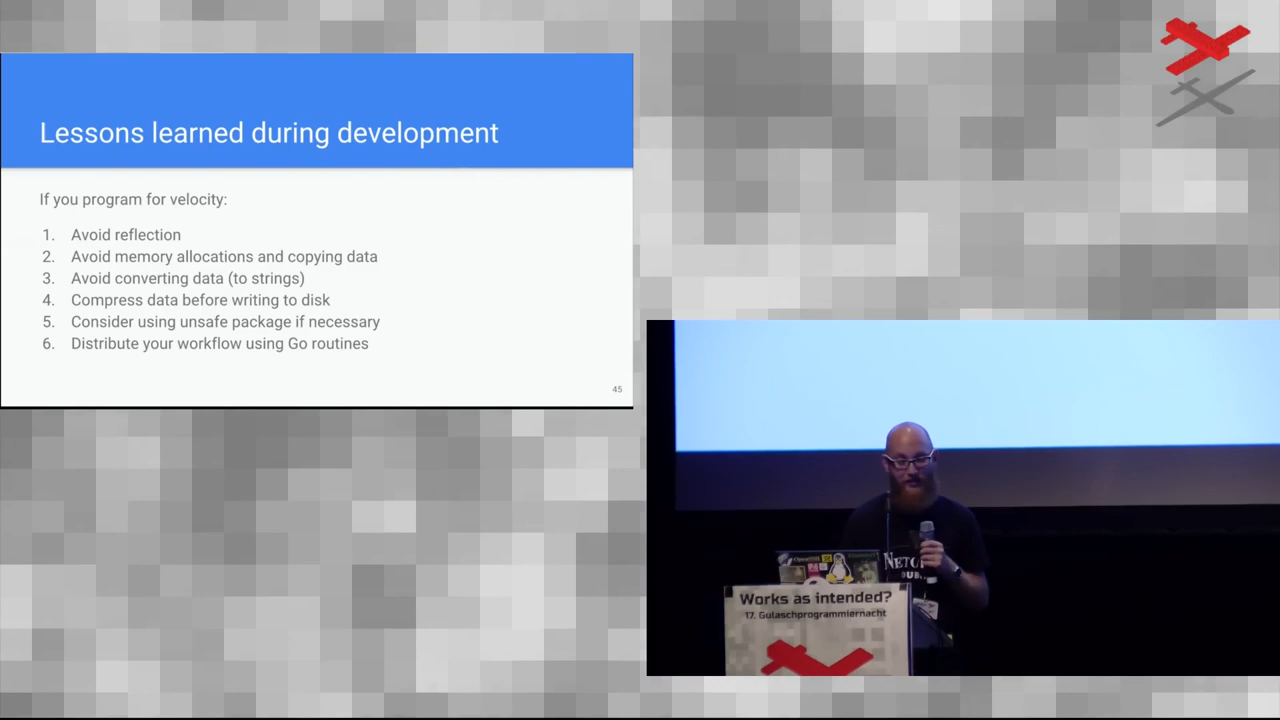 Lessons learned during development
If you program for velocity:
1. Avoid reflection
2. Avoid memory allocations and copying data
3. Avoid converting data (to strings)
4. Compress data before writing to disk
5. Consider using unsafe package if necessary
6. Distribute your workflow using Go routines
45
Works as intended?
17. Gulaschprogrammiernacht